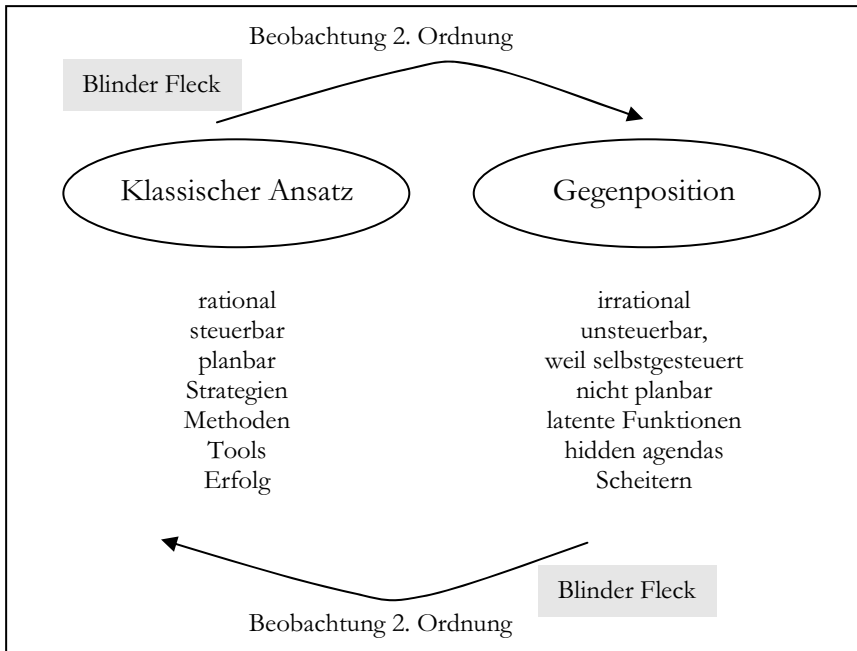 Beobachtung 2. Ordnung
Blinder Fleck
Klassischer Ansatz
Gegenposition
rational
steuerbar
planbar
Strategien
Methoden
Tools
Erfolg
irrational
unsteuerbar,
weil selbstgesteuert
nicht planbar
latente Funktionen
hidden agendas
Scheitern
Blinder Fleck
Beobachtung 2. Ordnung